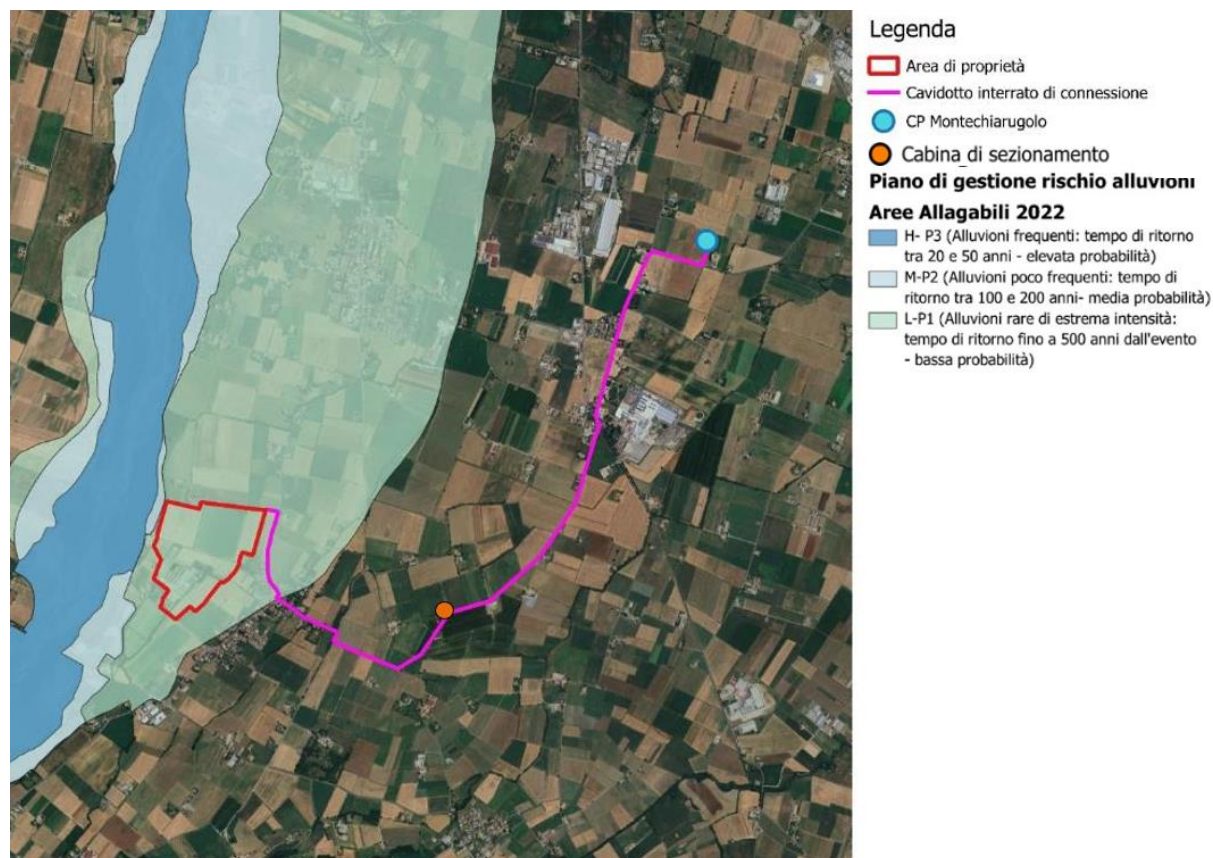 Legenda
Area di proprietà
Cavidotto interrato di connessione
CP Montechiarugolo
Cabina_di sezionamento
Piano di gestione rischio alluvioni
Aree Allagabili 2022
H- P3 (Alluvioni frequenti: tempo di ritorno
tra 20 e 50 anni - elevata probabilità)
M-P2 (Alluvioni poco frequenti: tempo di
ritorno tra 100 e 200 anni- media probabilità)
L-P1 (Alluvioni rare di estrema intensità:
tempo di ritorno fino a 500 anni dall'evento
- bassa probabilità)